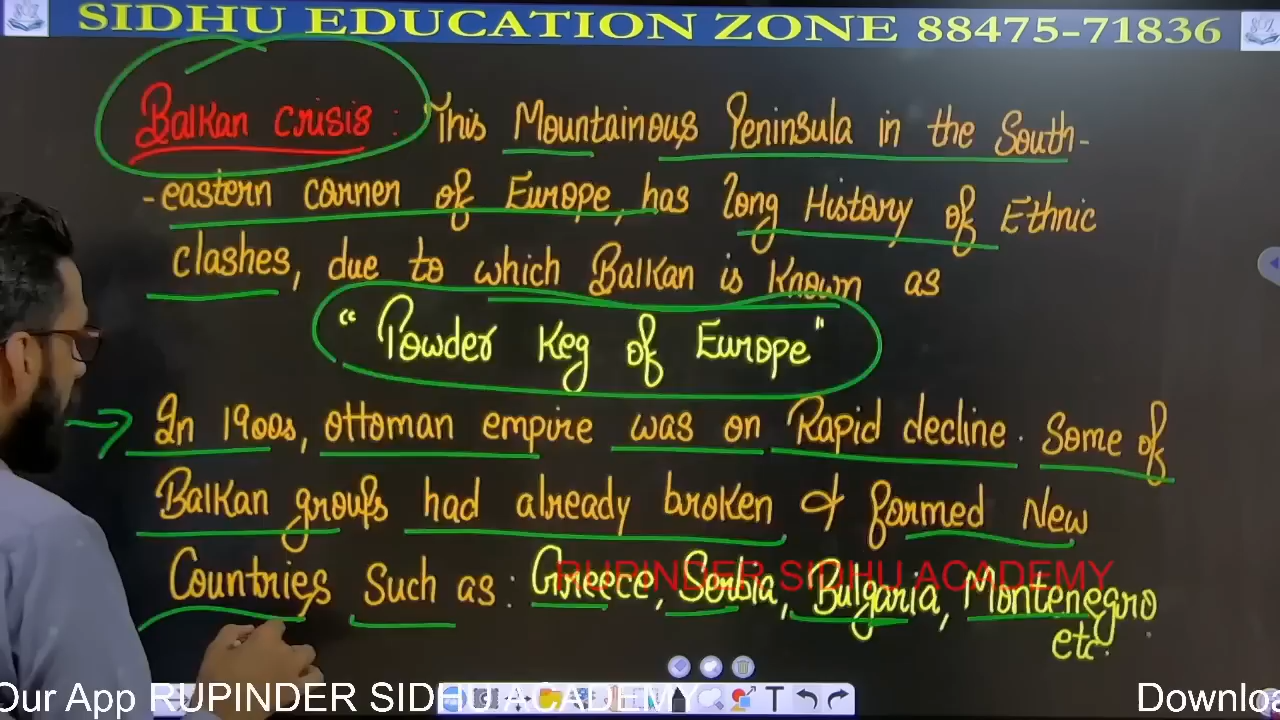 SIDHU EDUCATION ZONE 88475-71836
Balkan crisis : This Mountainous Peninsula in the South-
-eastern corner of Europe, has long History of Ethnic
clashes, due to which Balkan is Known as
"Powder Keg of Europe"
→ In 1900s, ottoman empire was on Rapid decline. Some of
Balkan groups had already broken & formed New
Countries Such as : Greece, Serbia, Bulgaria, Montenegro
etc.
RUPINDER SIDHU ACADEMY
Our App RUPINDER SIDHU ACADEMY
Downloa